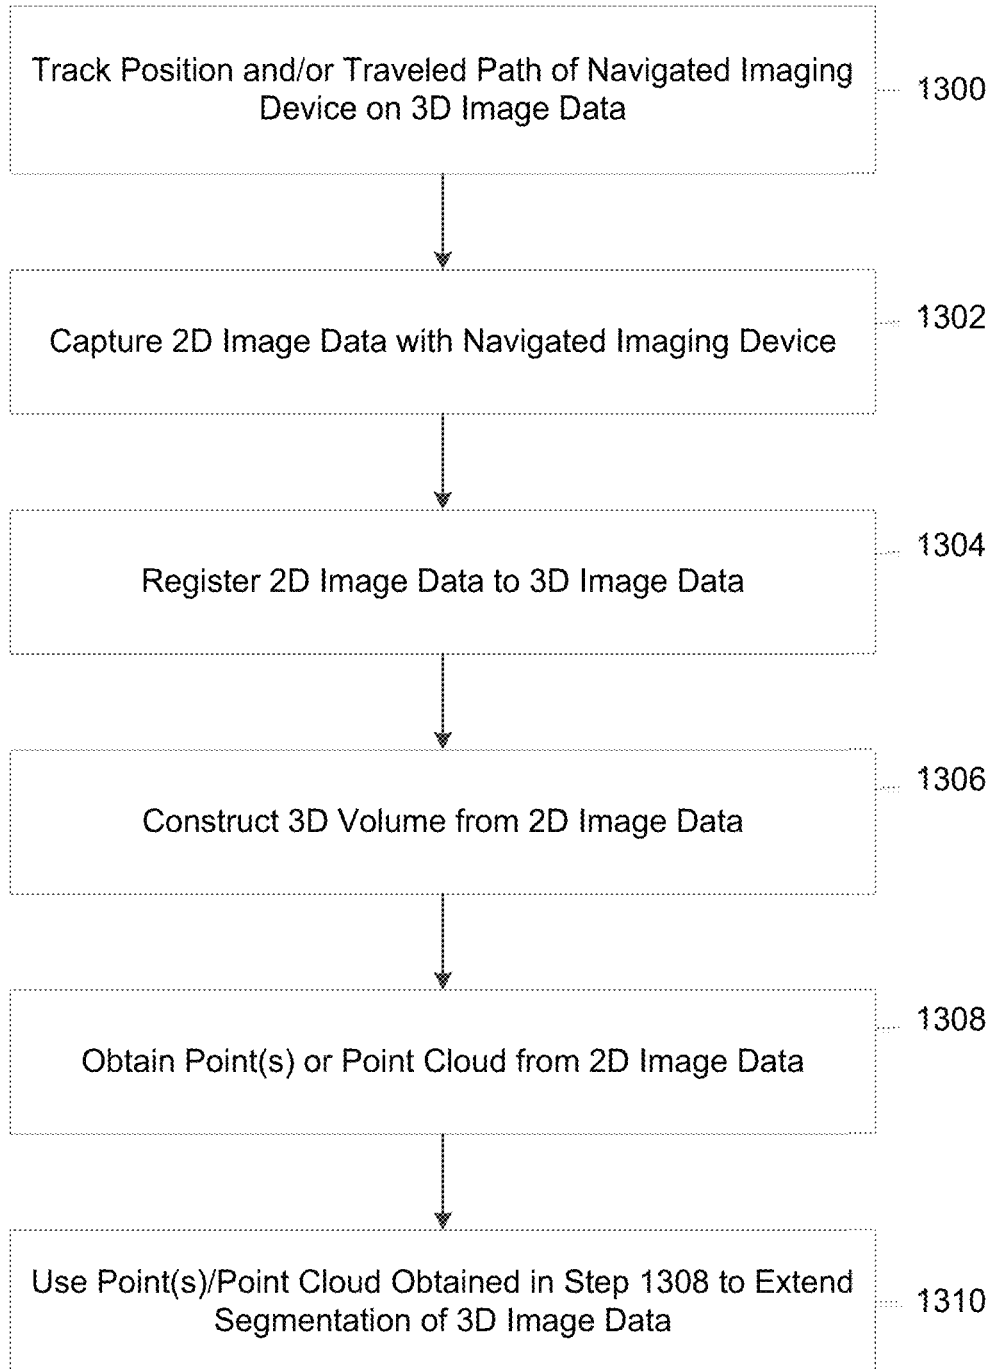 Track Position and/or Traveled Path of Navigated Imaging
Device on 3D Image Data
1300
Capture 2D Image Data with Navigated Imaging Device
1302
Register 2D Image Data to 3D Image Data
1304
Construct 3D Volume from 2D Image Data
1306
Obtain Point(s) or Point Cloud from 2D Image Data
1308
Use Point(s)/Point Cloud Obtained in Step 1308 to Extend
Segmentation of 3D Image Data
1310